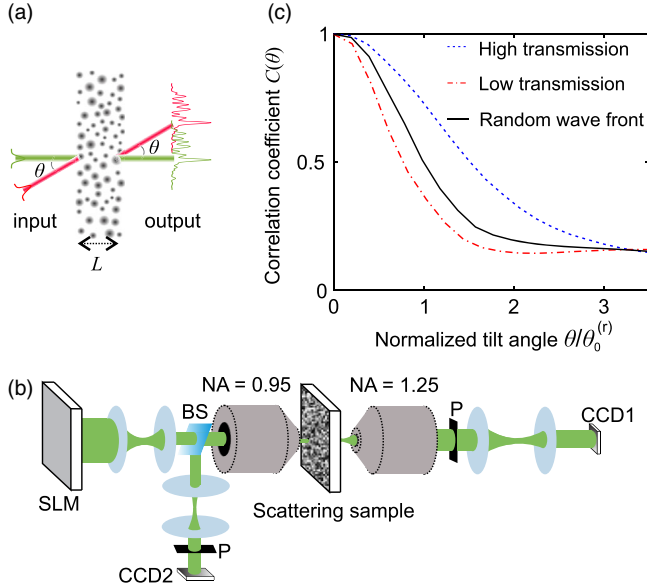 (a)
θ
θ
input
output
L
(c)
Correlation coefficient C(θ)
1
0.5
0
High transmission
Low transmission
Random wave front
0
1
2
3
Normalized tilt angle θ/θ₀⁽ʳ⁾
(b)
NA = 0.95
NA = 1.25
BS
P
CCD1
SLM
Scattering sample
P
CCD2